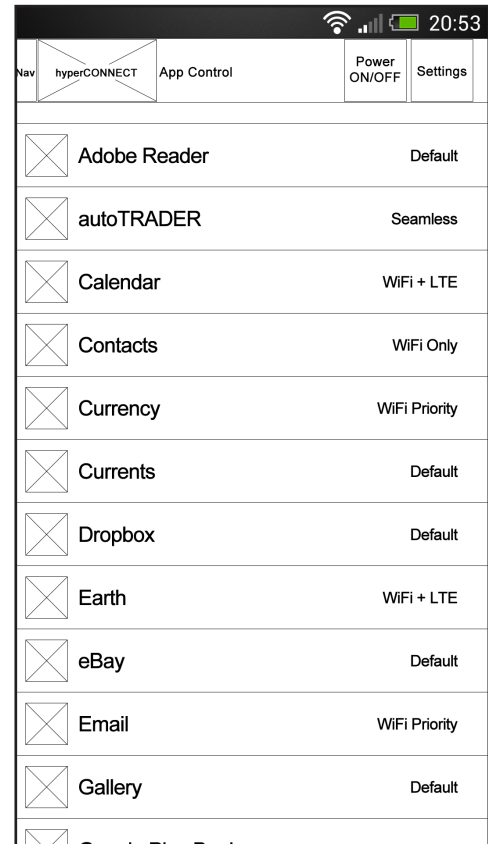 20:53
Nav hyperCONNECT App Control Power ON/OFF Settings
Adobe Reader Default
autoTRADER Seamless
Calendar WiFi + LTE
Contacts WiFi Only
Currency WiFi Priority
Currents Default
Dropbox Default
Earth WiFi + LTE
eBay Default
Email WiFi Priority
Gallery Default